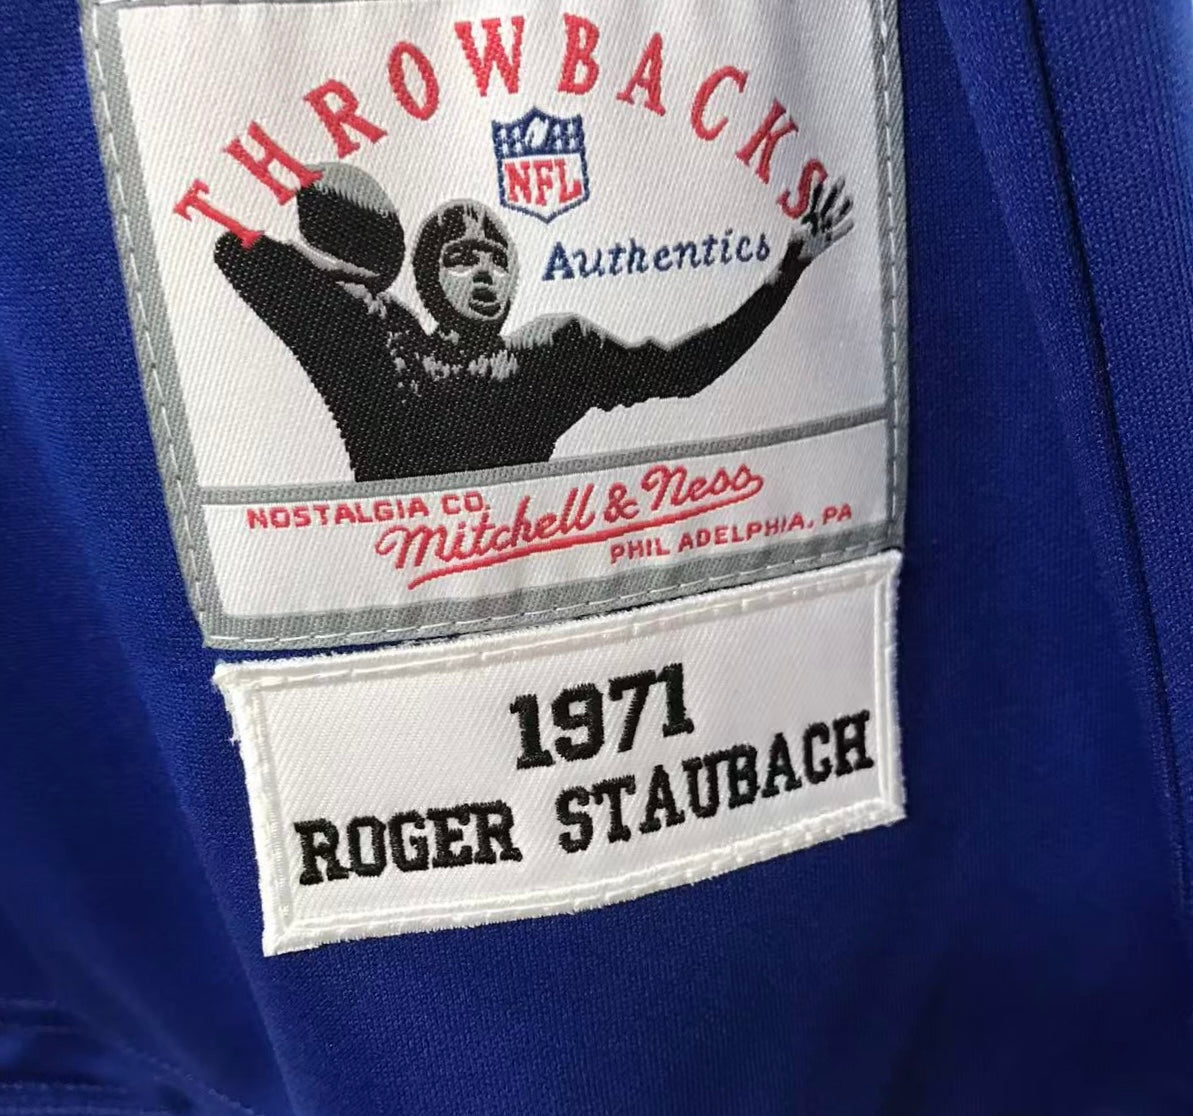 THROWBACKS
NFL
Authentics
NOSTALGIA CO.
Mitchell & Ness
PHILADELPHIA, PA
1971
ROGER STAUBACH